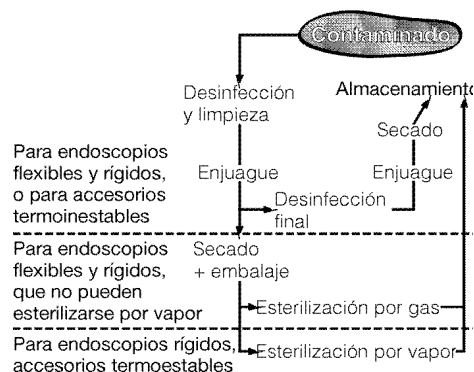 Contaminado
Desinfección
y limpieza
Almacenamiento
Secado
Para endoscopios
flexibles y rígidos,
o para accesorios
termoinestables
Enjuague
Enjuague
Desinfección
final
Para endoscopios
flexibles y rígidos,
que no pueden
esterilizarse por vapor
Secado
+ embalaje
Esterilización por gas
Para endoscopios rígidos,
accesorios termoestables
Esterilización por vapor